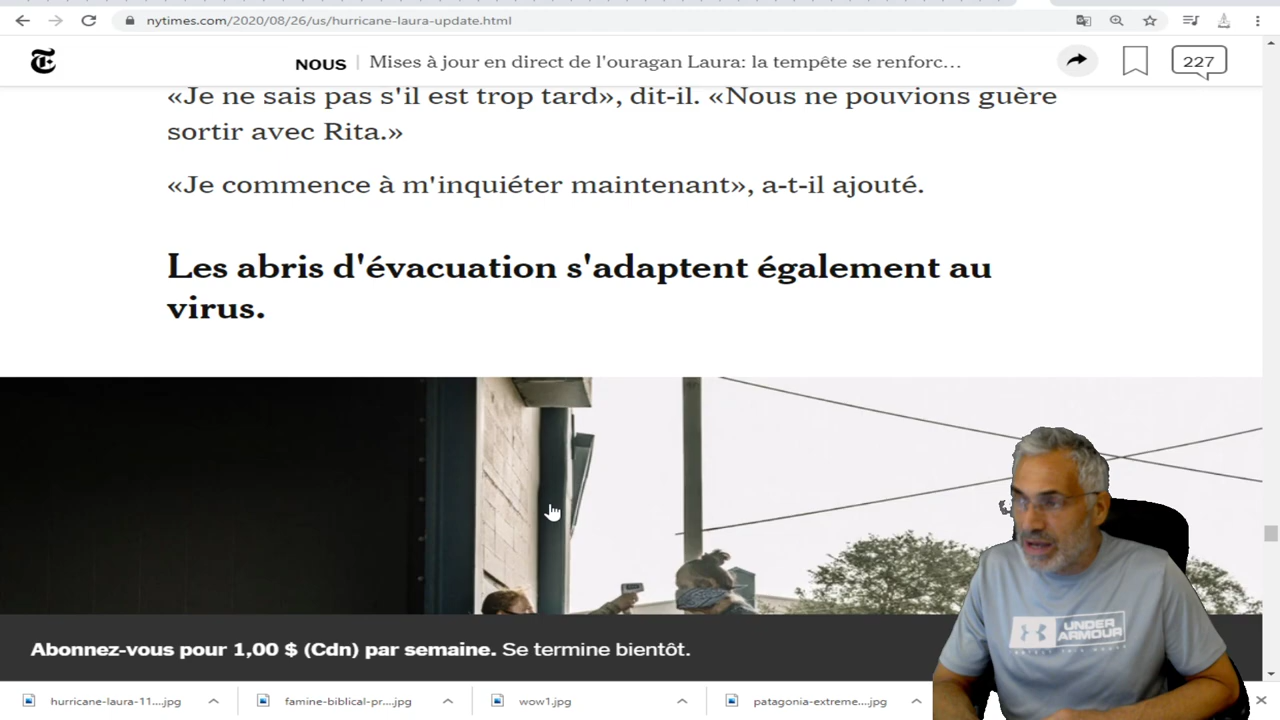 nytimes.com/2020/08/26/us/hurricane-laura-update.html
T
NOUS | Mises à jour en direct de l'ouragan Laura: la tempête se renforc…
227
«Je ne sais pas s'il est trop tard», dit-il. «Nous ne pouvions guère
sortir avec Rita.»
«Je commence à m'inquiéter maintenant», a-t-il ajouté.
Les abris d'évacuation s'adaptent également au
virus.
UNDER
ARMOUR
Abonnez-vous pour 1,00 $ (Cdn) par semaine. Se termine bientôt.
hurricane-laura-11....jpg
famine-biblical-pr....jpg
wow1.jpg
patagonia-extreme....jpg